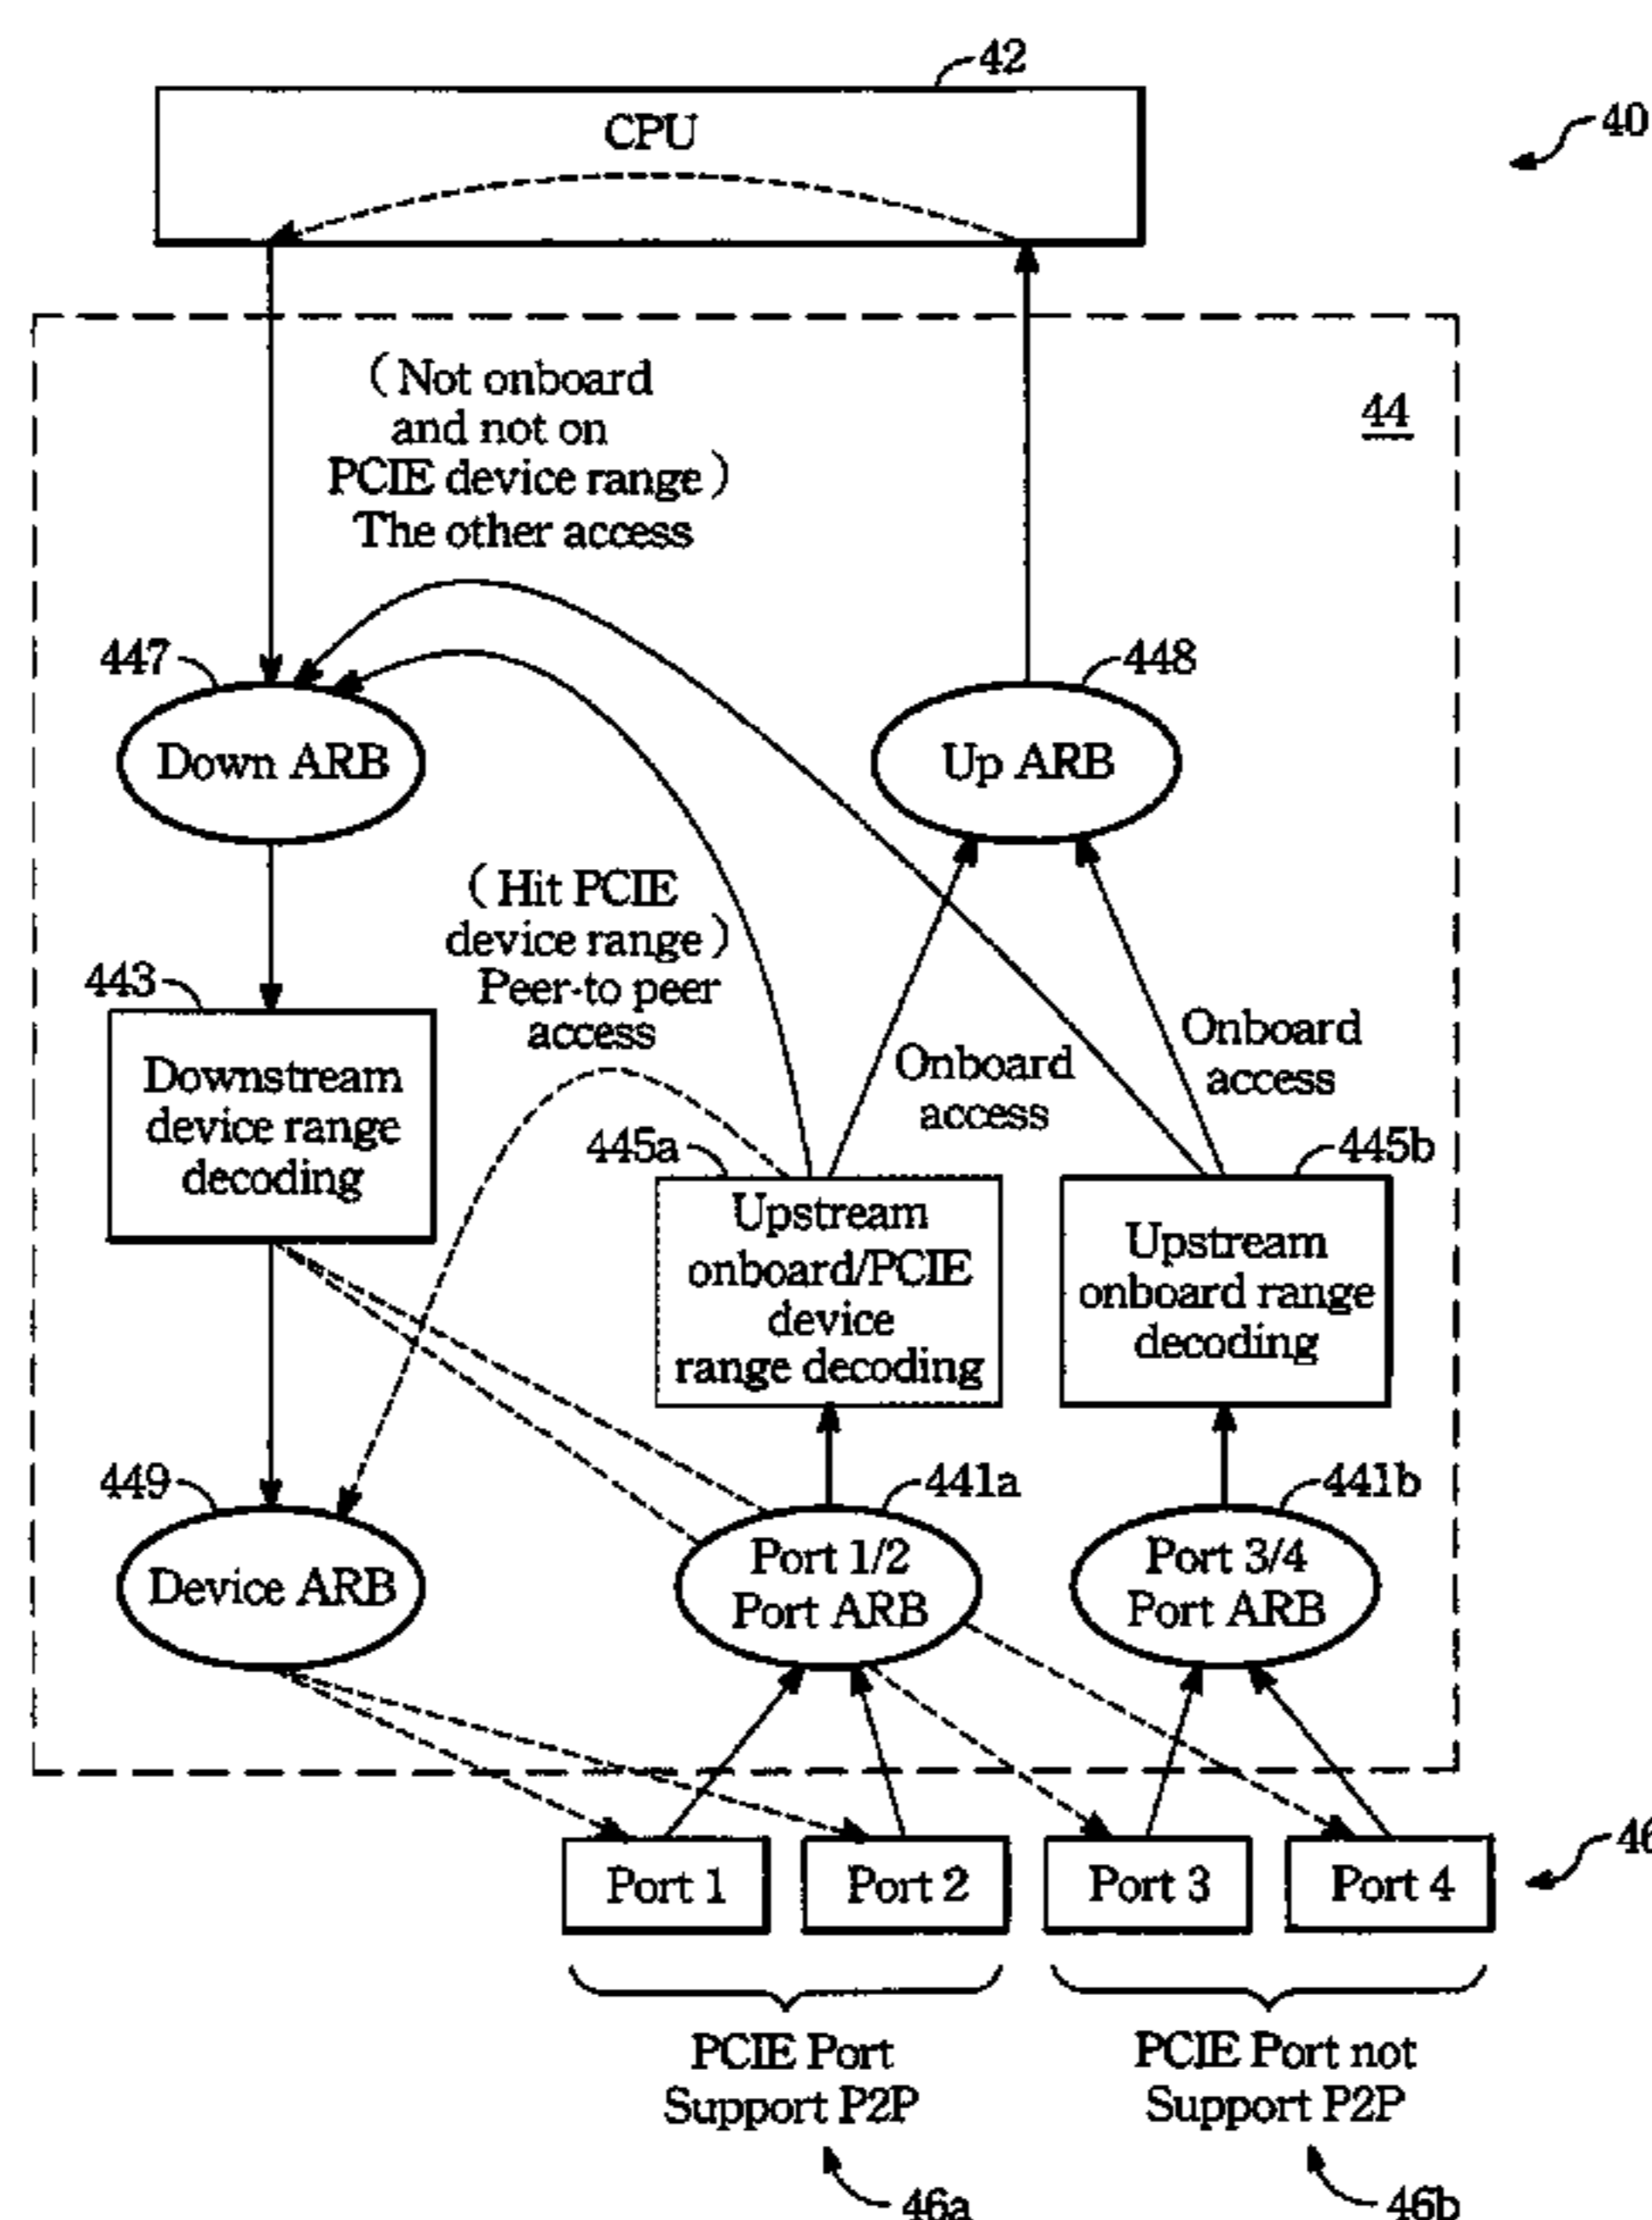 42
CPU
40
(Not onboard
and not on
PCIE device range)
The other access
44
447
448
Down ARB
Up ARB
(Hit PCIE
device range)
Peer-to peer
access
443
Downstream
device range
decoding
Onboard
access
Onboard
access
445a
445b
Upstream
onboard/PCIE
device
range decoding
Upstream
onboard range
decoding
449
441a
441b
Device ARB
Port 1/2
Port ARB
Port 3/4
Port ARB
46
Port 1
Port 2
Port 3
Port 4
PCIE Port
Support P2P
PCIE Port not
Support P2P
46a
46b